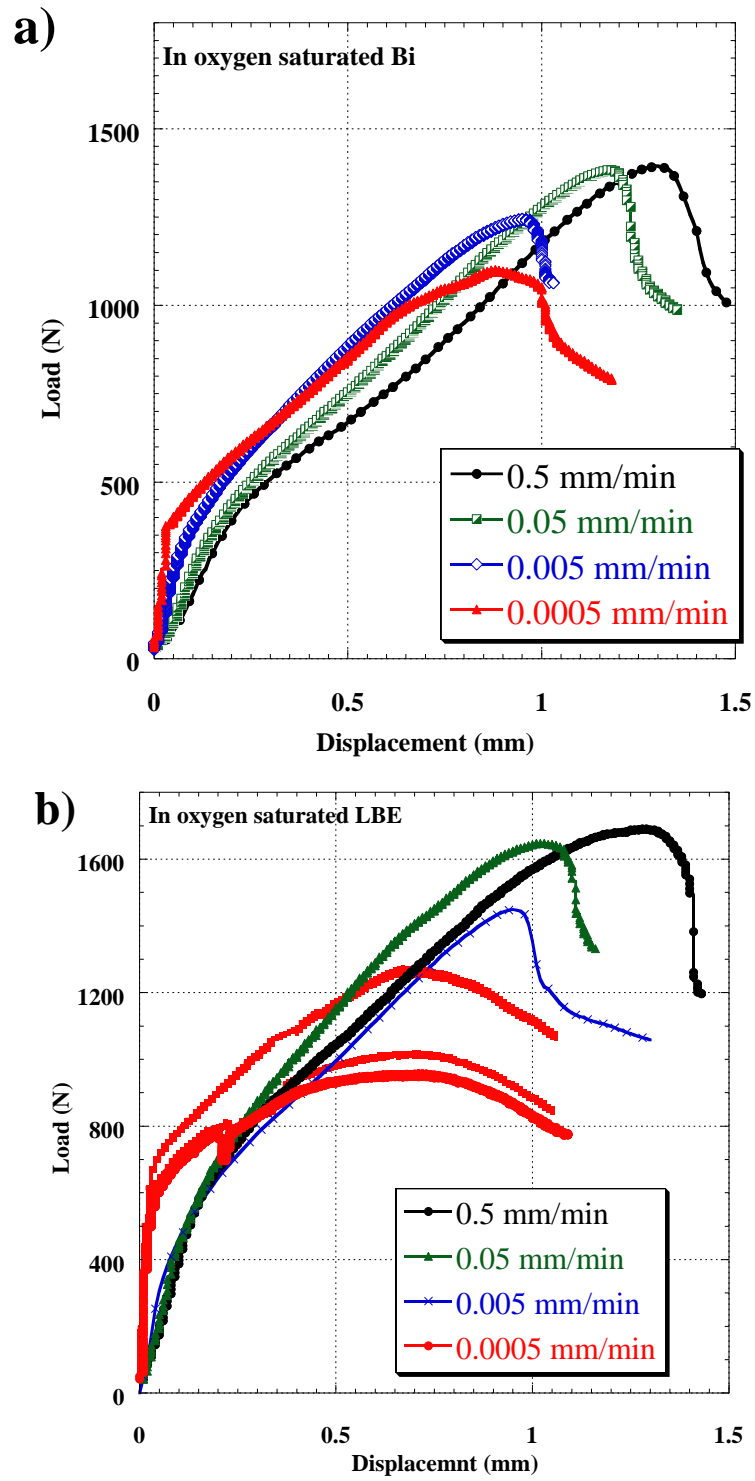 a)
In oxygen saturated Bi
1500
1000
500
0
Load (N)
0.5 mm/min
0.05 mm/min
0.005 mm/min
0.0005 mm/min
0 0.5 1 1.5
Displacement (mm)
b)
In oxygen saturated LBE
1600
1200
800
400
0
Load (N)
0.5 mm/min
0.05 mm/min
0.005 mm/min
0.0005 mm/min
0 0.5 1 1.5
Displacemnt (mm)